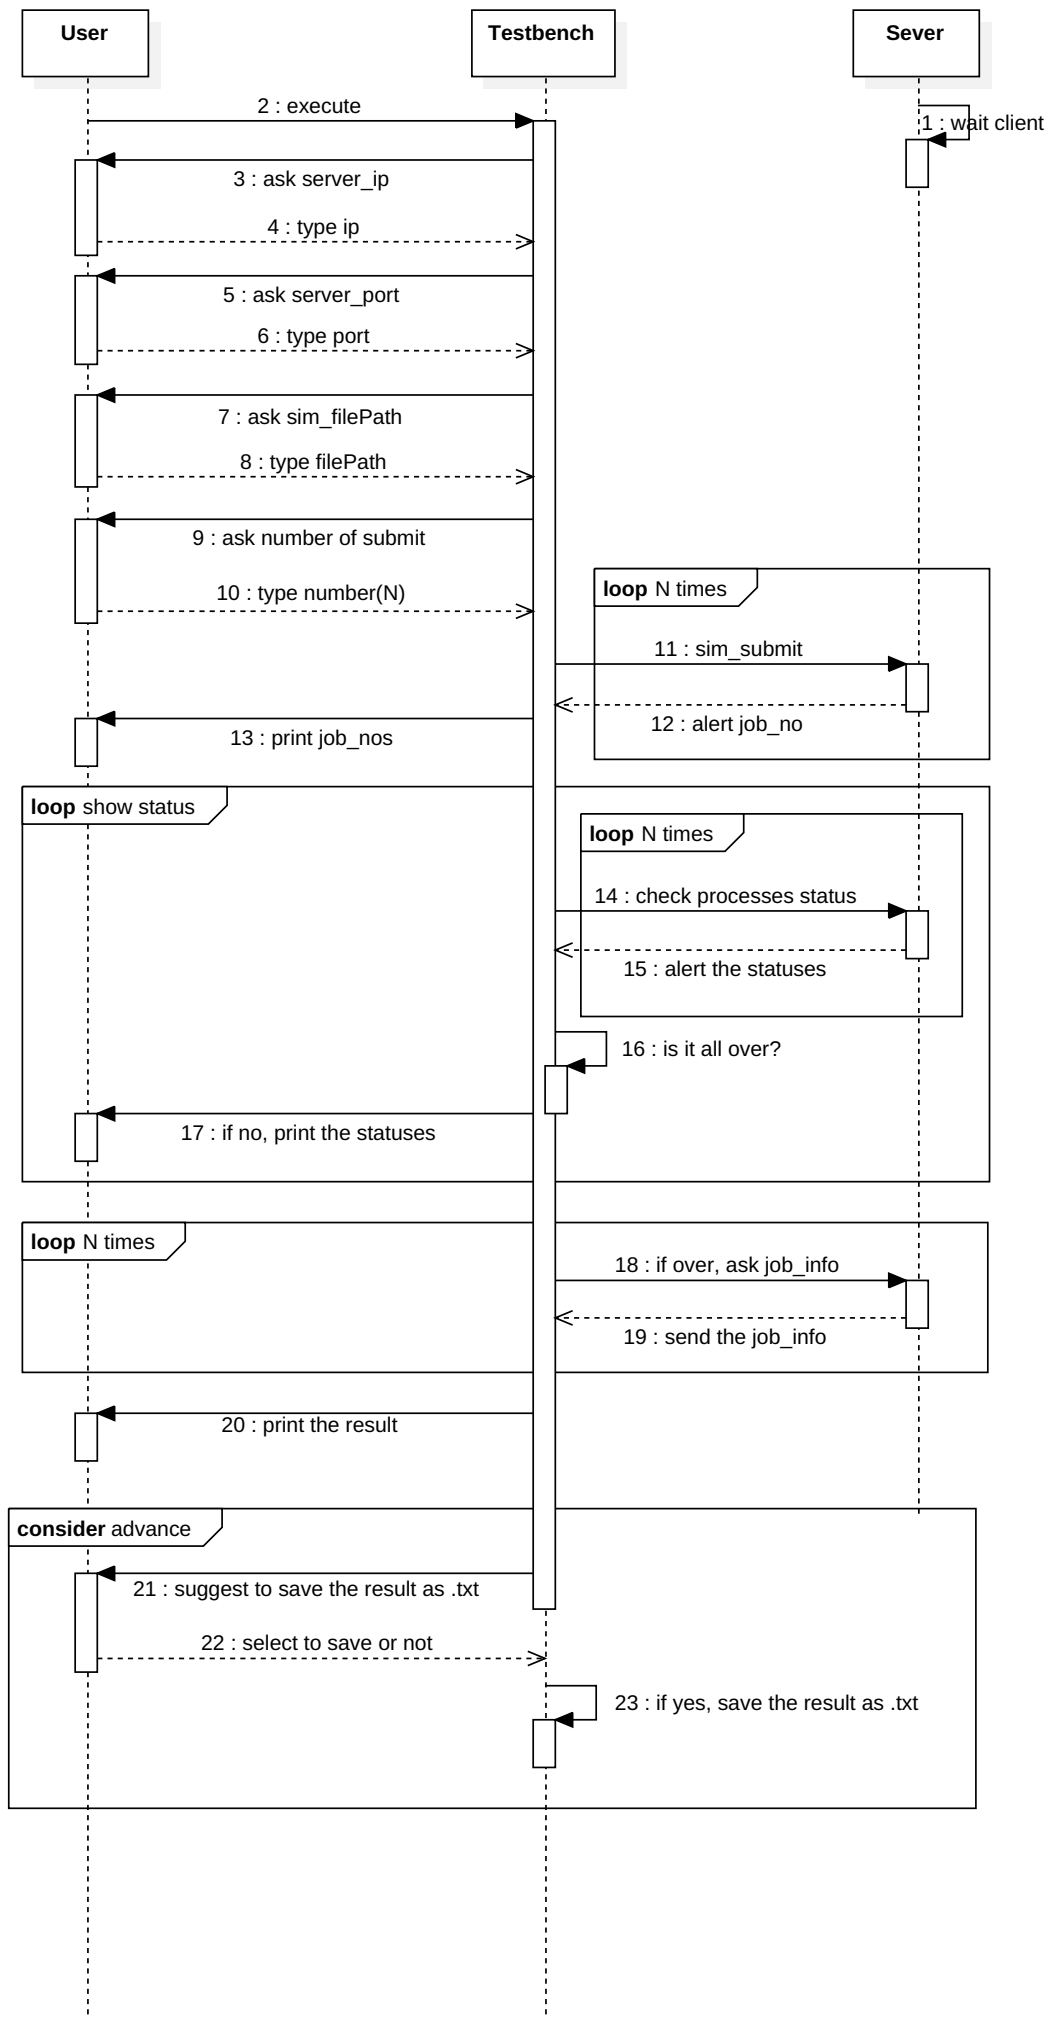 User
Testbench
Sever
2 : execute
1 : wait client
3 : ask server_ip
4 : type ip
5 : ask server_port
6 : type port
7 : ask sim_filePath
8 : type filePath
9 : ask number of submit
loop N times
10 : type number(N)
11 : sim_submit
12 : alert job_no
13 : print job_nos
loop show status
loop N times
14 : check processes status
15 : alert the statuses
16 : is it all over?
17 : if no, print the statuses
loop N times
18 : if over, ask job_info
19 : send the job_info
20 : print the result
consider advance
21 : suggest to save the result as .txt
22 : select to save or not
23 : if yes, save the result as .txt